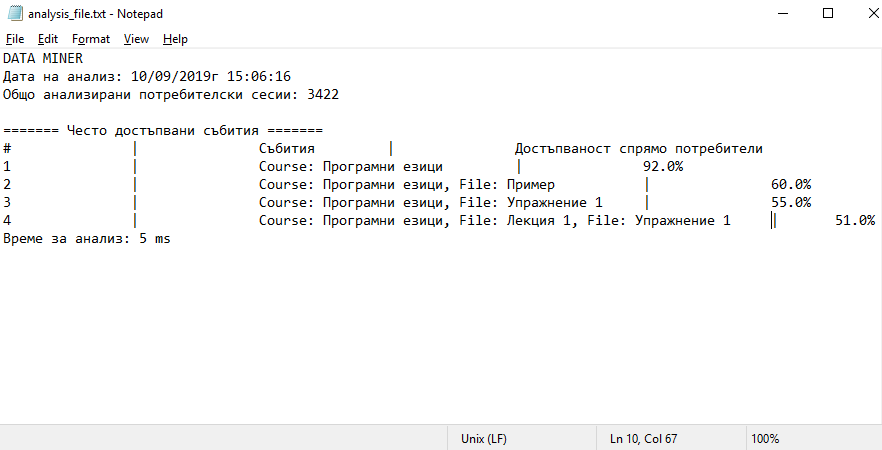 analysis_file.txt - Notepad
File Edit Format View Help
DATA MINER
Дата на анализ: 10/09/2019г 15:06:16
Общо анализирани потребителски сесии: 3422
======= Често достъпвани събития =======
# | Събития | Достъпваност спрямо потребители
1 | Course: Програмни езици | 92.0%
2 | Course: Програмни езици, File: Пример | 60.0%
3 | Course: Програмни езици, File: Упражнение 1 | 55.0%
4 | Course: Програмни езици, File: Лекция 1, File: Упражнение 1 | 51.0%
Време за анализ: 5 ms
Unix (LF) Ln 10, Col 67 100%